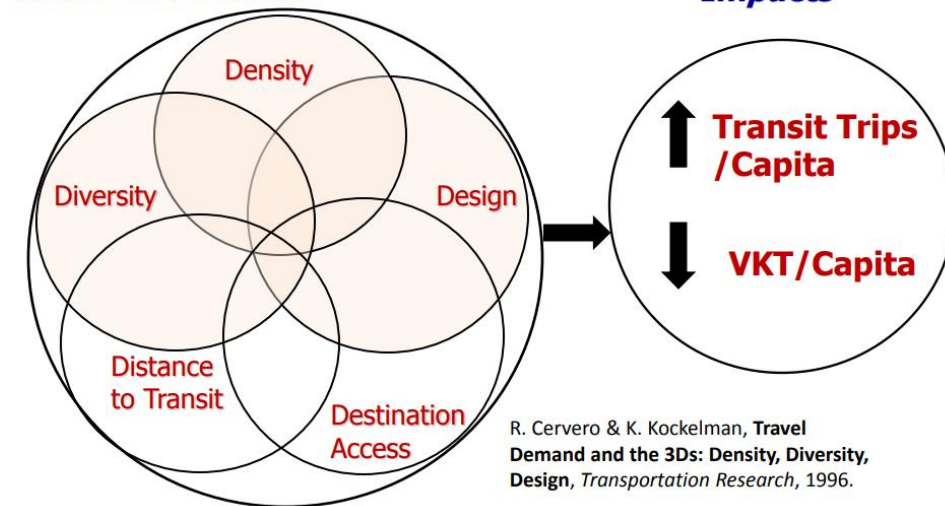 Impacts
Density
Diversity
Design
Distance
to Transit
Destination
Access
Transit Trips
/Capita
VKT/Capita
R. Cervero & K. Kockelman, Travel
Demand and the 3Ds: Density, Diversity,
Design, Transportation Research, 1996.